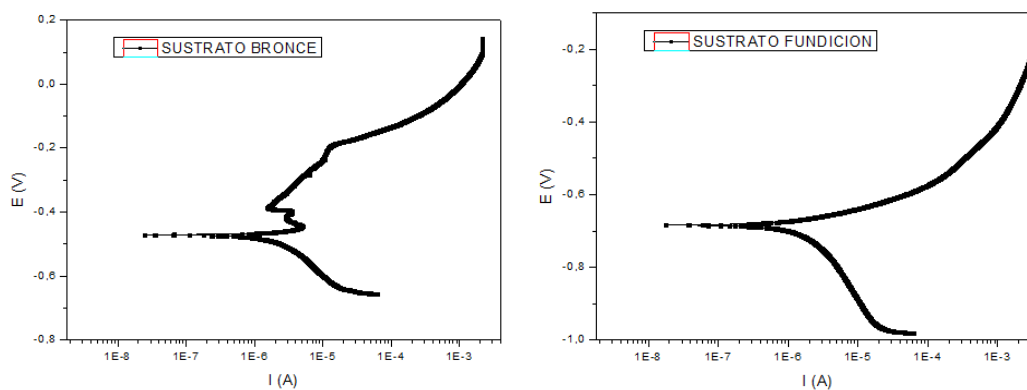 SUSTRATO BRONCE
0,2
0,0
-0,2
-0,4
-0,6
-0,8
E (V)
1E-8 1E-7 1E-6 1E-5 1E-4 1E-3
I (A)
SUSTRATO FUNDICION
-0,2
-0,4
-0,6
-0,8
-1,0
E (V)
1E-8 1E-7 1E-6 1E-5 1E-4 1E-3
I (A)